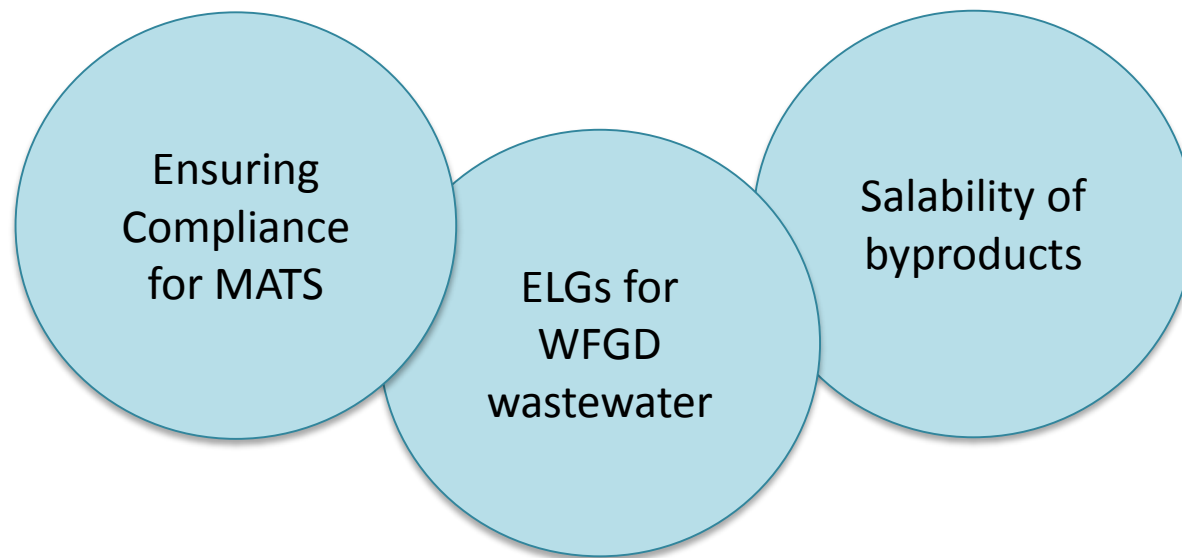 Ensuring
Compliance
for MATS
ELGs for
WFGD
wastewater
Salability of
byproducts